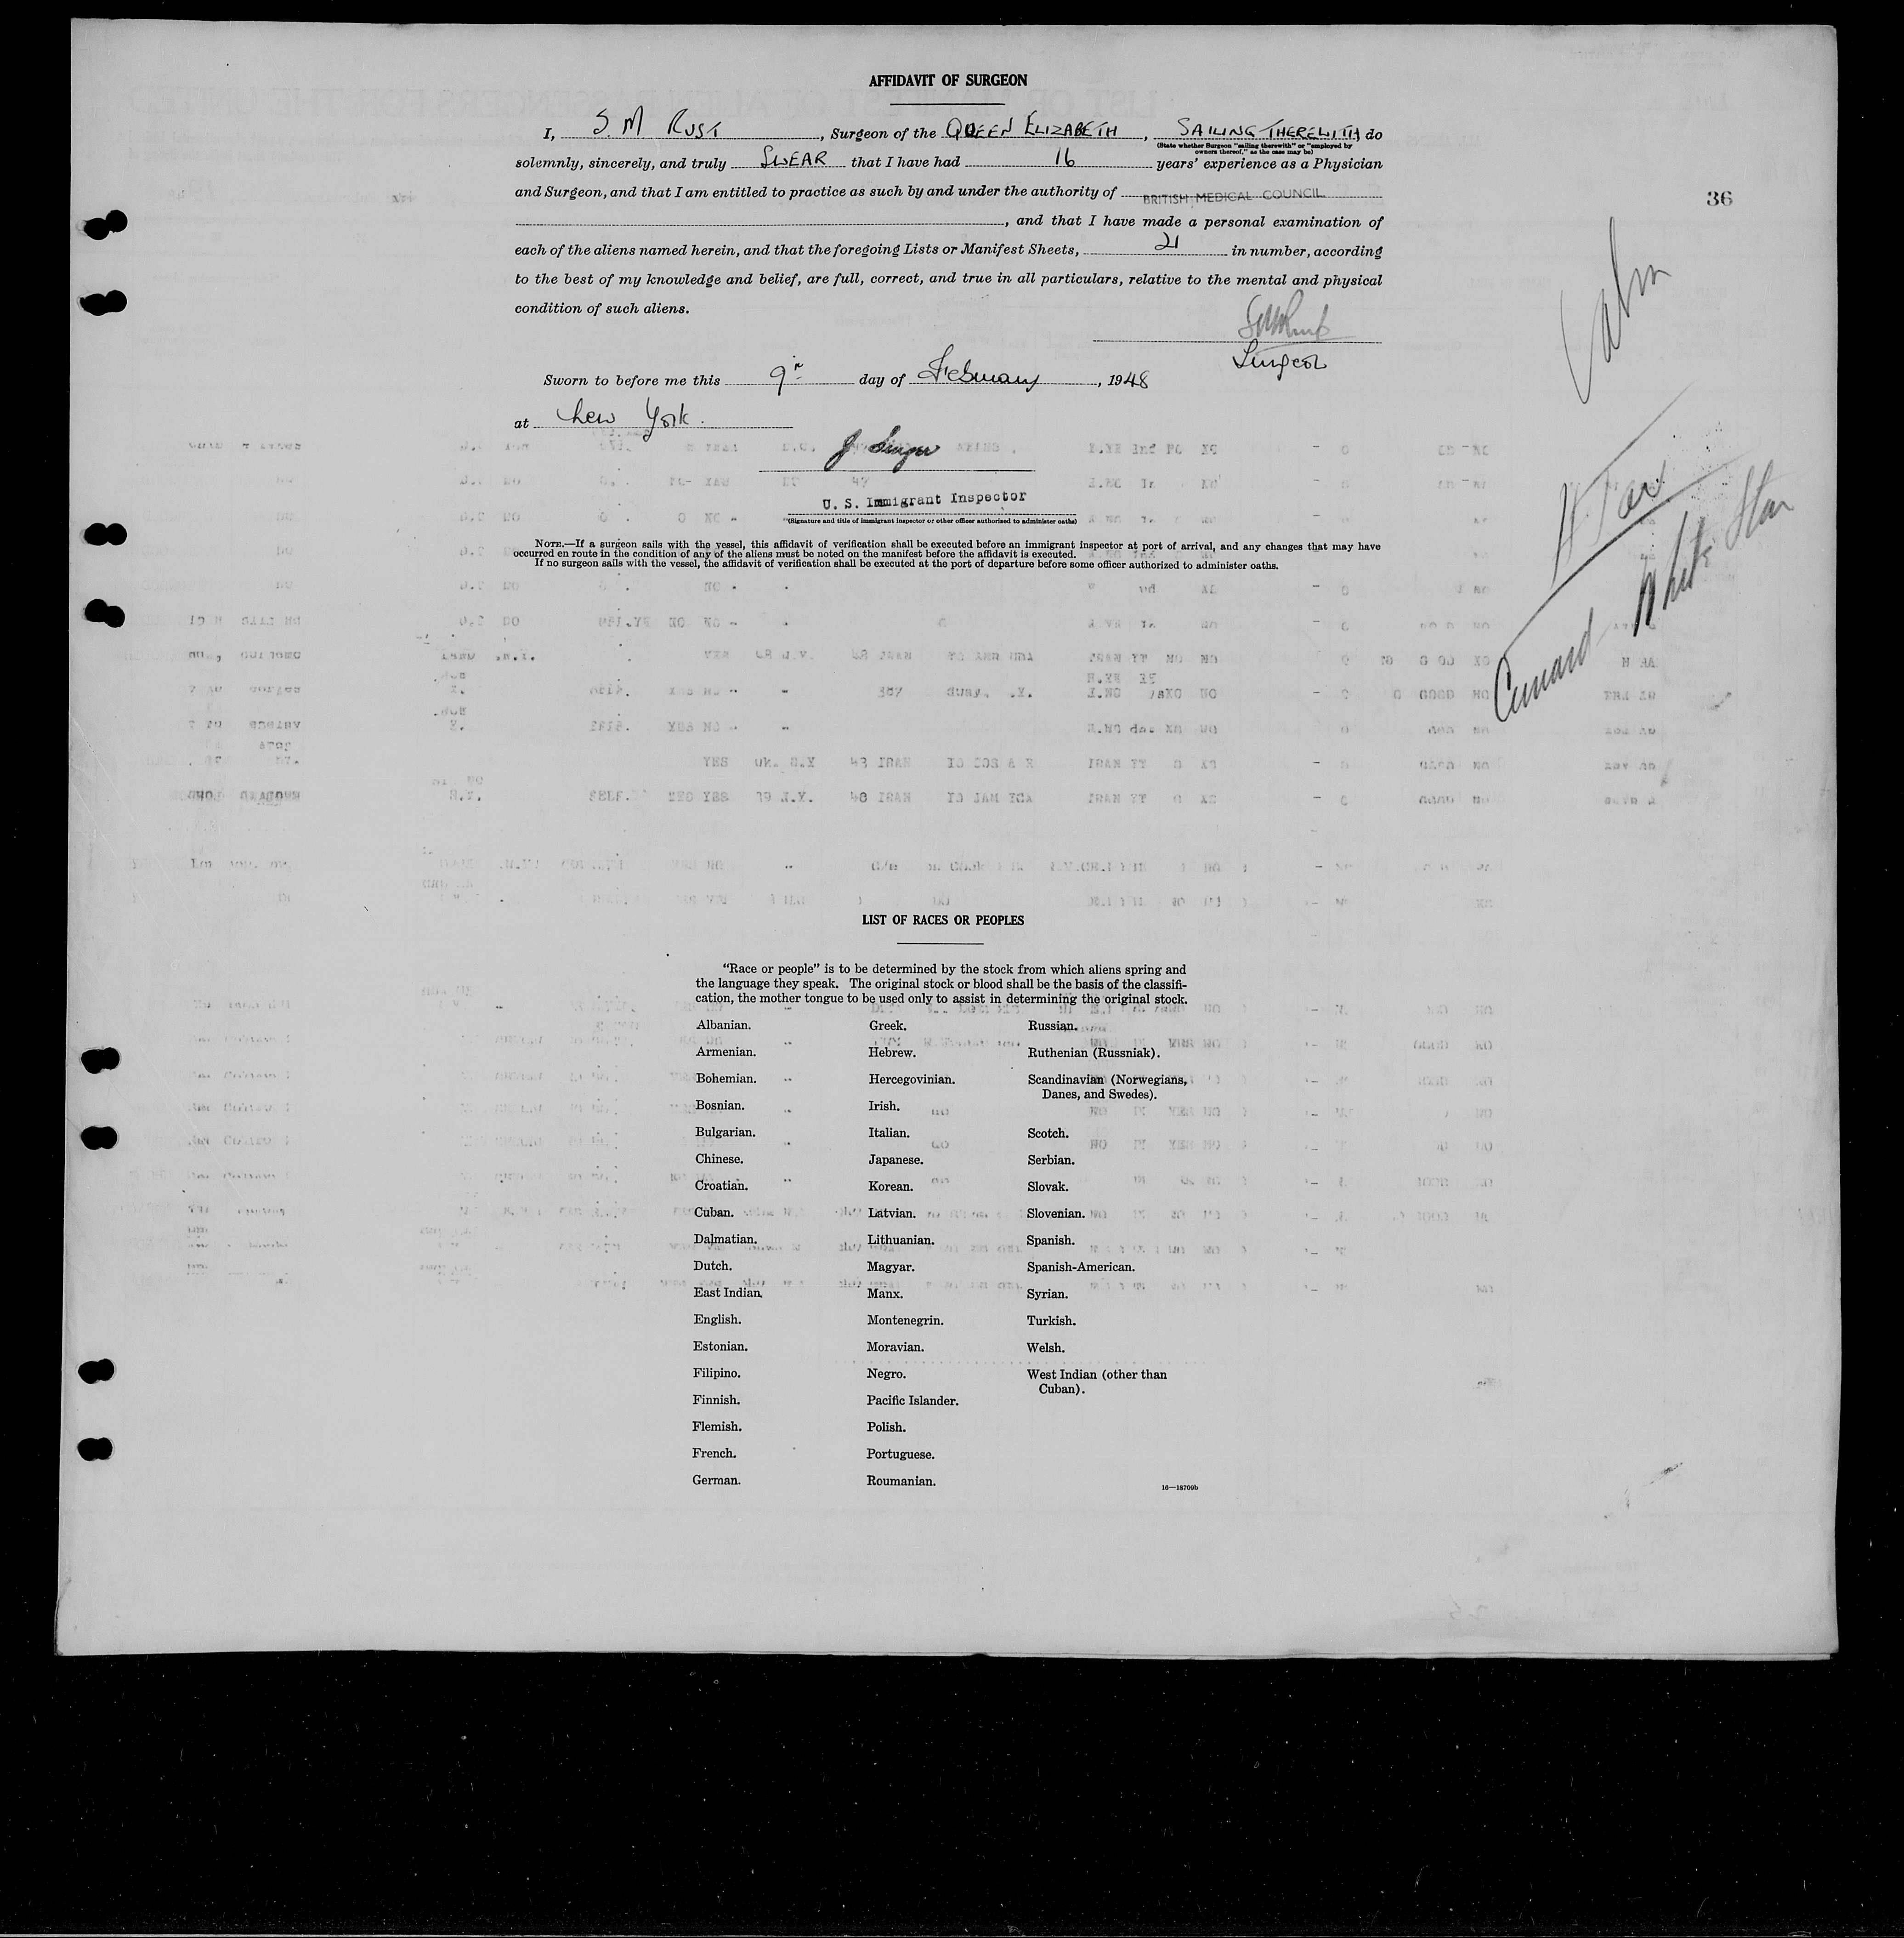 AFFIDAVIT OF SURGEON
36
I, S. M. RUST, Surgeon of the QUEEN ELIZABETH, SAILING THEREWITH, do
(State whether Surgeon "sailing therewith" or "employed by
owners thereof," as the case may be)
solemnly, sincerely, and truly SWEAR that I have had 16 years' experience as a Physician
and Surgeon, and that I am entitled to practice as such by and under the authority of BRITISH MEDICAL COUNCIL
, and that I have made a personal examination of
each of the aliens named herein, and that the foregoing Lists or Manifest Sheets, 21 in number, according
to the best of my knowledge and belief, are full, correct, and true in all particulars, relative to the mental and physical
condition of such aliens.
SMRust
Surgeon
Sworn to before me this 9th day of February, 1948
at New York.
U. S. Immigrant Inspector
(Signature and title of immigrant inspector or other officer authorized to administer oaths)
NOTE.—If a surgeon sails with the vessel, this affidavit of verification shall be executed before an immigrant inspector at port of arrival, and any changes that may have
occurred en route in the condition of any of the aliens must be noted on the manifest before the affidavit is executed.
If no surgeon sails with the vessel, the affidavit of verification shall be executed at the port of departure before some officer authorized to administer oaths.
Cabin
H. Tax
Cunard White Star
LIST OF RACES OR PEOPLES
"Race or people" is to be determined by the stock from which aliens spring and
the language they speak. The original stock or blood shall be the basis of the classifi-
cation, the mother tongue to be used only to assist in determining the original stock.
Albanian.
Armenian.
Bohemian.
Bosnian.
Bulgarian.
Chinese.
Croatian.
Cuban.
Dalmatian.
Dutch.
East Indian.
English.
Estonian.
Filipino.
Finnish.
Flemish.
French.
German.
Greek.
Hebrew.
Hercegovinian.
Irish.
Italian.
Japanese.
Korean.
Latvian.
Lithuanian.
Magyar.
Manx.
Montenegrin.
Moravian.
Negro.
Pacific Islander.
Polish.
Portuguese.
Roumanian.
Russian.
Ruthenian (Russniak).
Scandinavian (Norwegians,
Danes, and Swedes).
Scotch.
Serbian.
Slovak.
Slovenian.
Spanish.
Spanish-American.
Syrian.
Turkish.
Welsh.
West Indian (other than
Cuban).
16—18709b